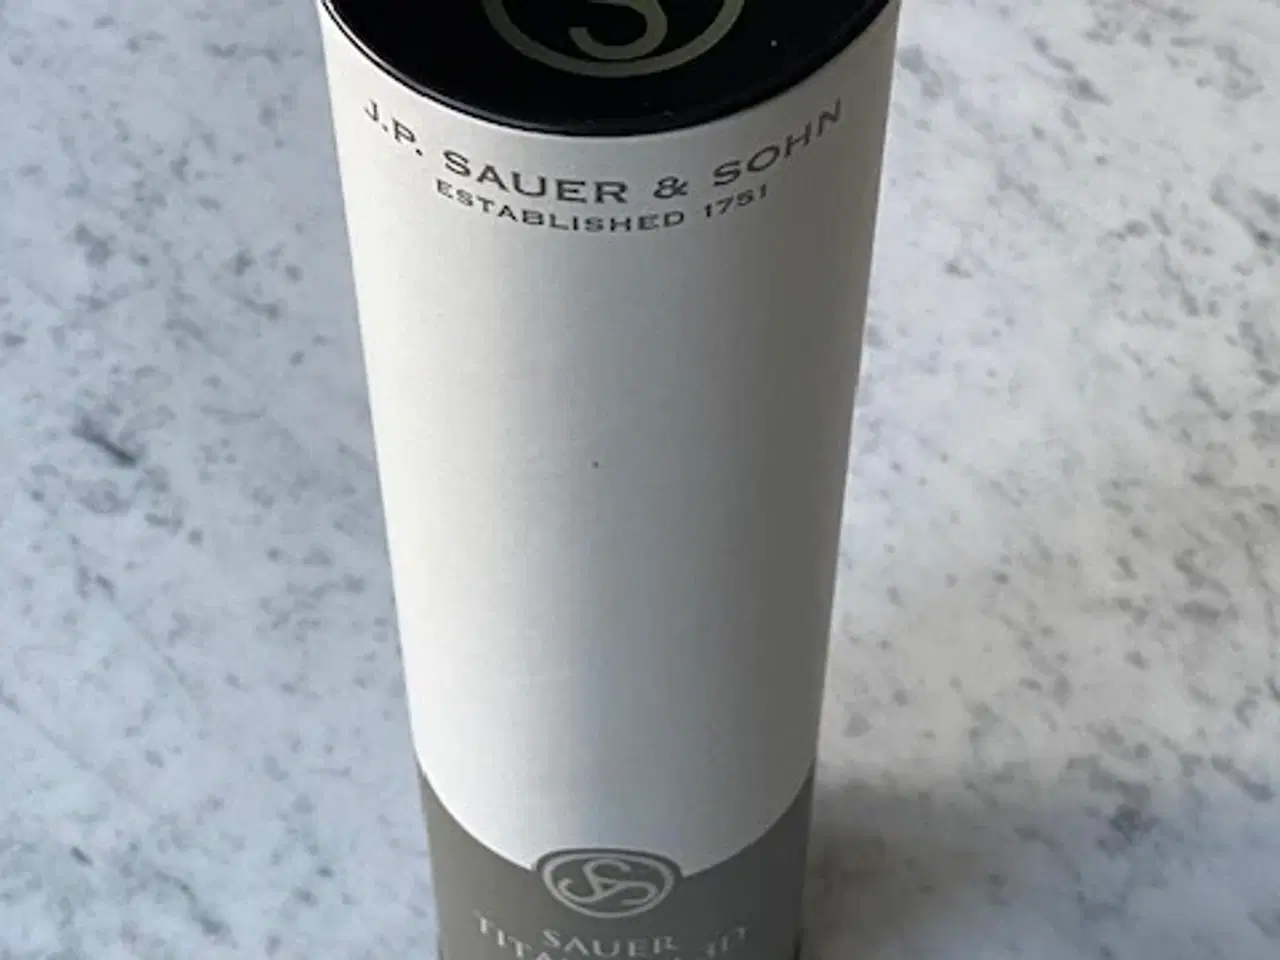 J.P. SAUER & SOHN
ESTABLISHED 1751
SAUER